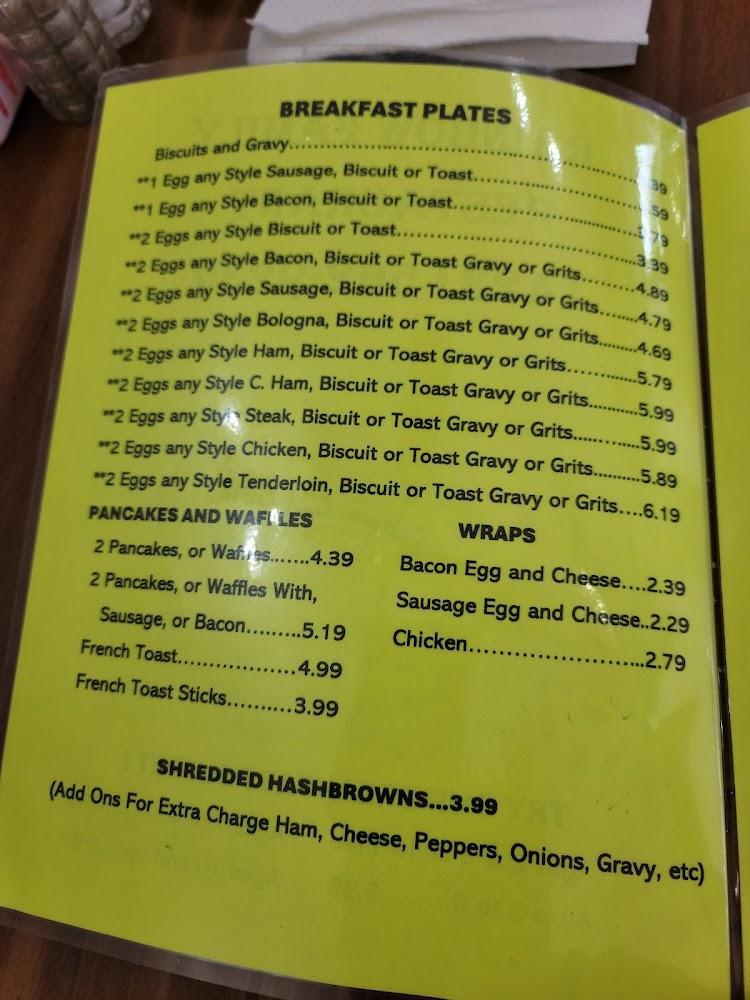 BREAKFAST PLATES
Biscuits and Gravy.............................................
**1 Egg any Style Sausage, Biscuit or Toast.....................
**1 Egg any Style Bacon, Biscuit or Toast.....................3.79
**2 Eggs any Style Biscuit or Toast.....................3.39
**2 Eggs any Style Bacon, Biscuit or Toast Gravy or Grits.........4.89
**2 Eggs any Style Sausage, Biscuit or Toast Gravy or Grits.......4.79
**2 Eggs any Style Bologna, Biscuit or Toast Gravy or Grits.........4.69
**2 Eggs any Style Ham, Biscuit or Toast Gravy or Grits............5.79
**2 Eggs any Style C. Ham, Biscuit or Toast Gravy or Grits..........5.99
**2 Eggs any Style Steak, Biscuit or Toast Gravy or Grits............5.99
**2 Eggs any Style Chicken, Biscuit or Toast Gravy or Grits..........5.89
**2 Eggs any Style Tenderloin, Biscuit or Toast Gravy or Grits....6.19
PANCAKES AND WAFFLES
2 Pancakes, or Waffles.......4.39
2 Pancakes, or Waffles With,
Sausage, or Bacon.........5.19
French Toast..................4.99
French Toast Sticks..........3.99
WRAPS
Bacon Egg and Cheese....2.39
Sausage Egg and Cheese..2.29
Chicken........................2.79
SHREDDED HASHBROWNS...3.99
(Add Ons For Extra Charge Ham, Cheese, Peppers, Onions, Gravy, etc)